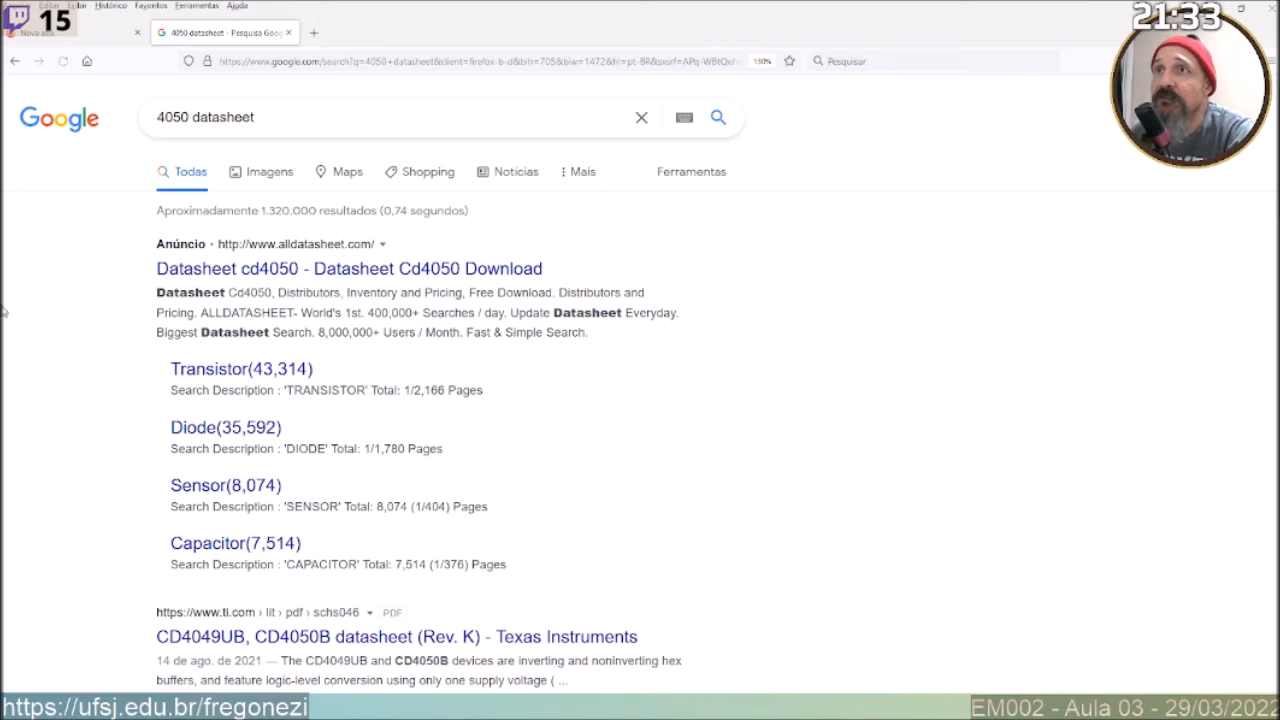 Editar Exibir Histórico Favoritos Ferramentas Ajuda
15
21:33
Nova aba
4050 datasheet - Pesquisa Goog
130%
Pesquisar
Google
4050 datasheet
Todas Imagens Maps Shopping Notícias Mais Ferramentas
Aproximadamente 1.320.000 resultados (0,74 segundos)
Anúncio · http://www.alldatasheet.com/
Datasheet cd4050 - Datasheet Cd4050 Download
Datasheet Cd4050, Distributors, Inventory and Pricing, Free Download. Distributors and
Pricing. ALLDATASHEET- World's 1st. 400,000+ Searches / day. Update Datasheet Everyday.
Biggest Datasheet Search. 8,000,000+ Users / Month. Fast & Simple Search.
Transistor(43,314)
Search Description : 'TRANSISTOR' Total: 1/2,166 Pages
Diode(35,592)
Search Description : 'DIODE' Total: 1/1,780 Pages
Sensor(8,074)
Search Description : 'SENSOR' Total: 8,074 (1/404) Pages
Capacitor(7,514)
Search Description : 'CAPACITOR' Total: 7,514 (1/376) Pages
https://www.ti.com › lit › pdf › schs046 PDF
CD4049UB, CD4050B datasheet (Rev. K) - Texas Instruments
14 de ago. de 2021 — The CD4049UB and CD4050B devices are inverting and noninverting hex
buffers, and feature logic-level conversion using only one supply voltage ( ...
https://ufsj.edu.br/fregonezi
EM002 - Aula 03 - 29/03/2022